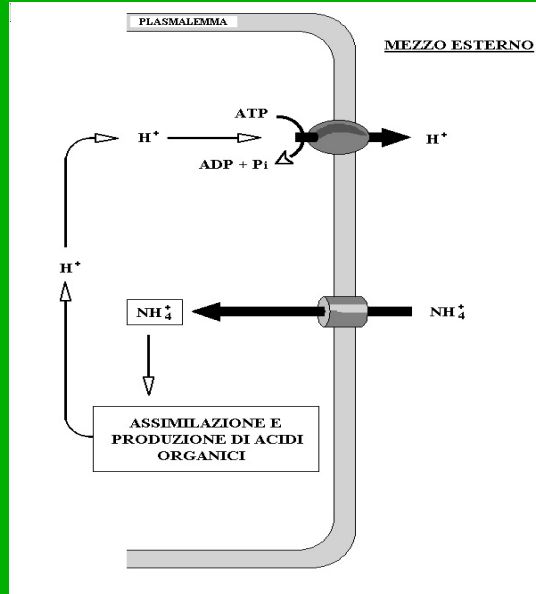 PLASMALEMMA
MEZZO ESTERNO
ATP
H+
H+
ADP + Pi
H+
NH4+
NH4+
ASSIMILAZIONE E
PRODUZIONE DI ACIDI
ORGANICI